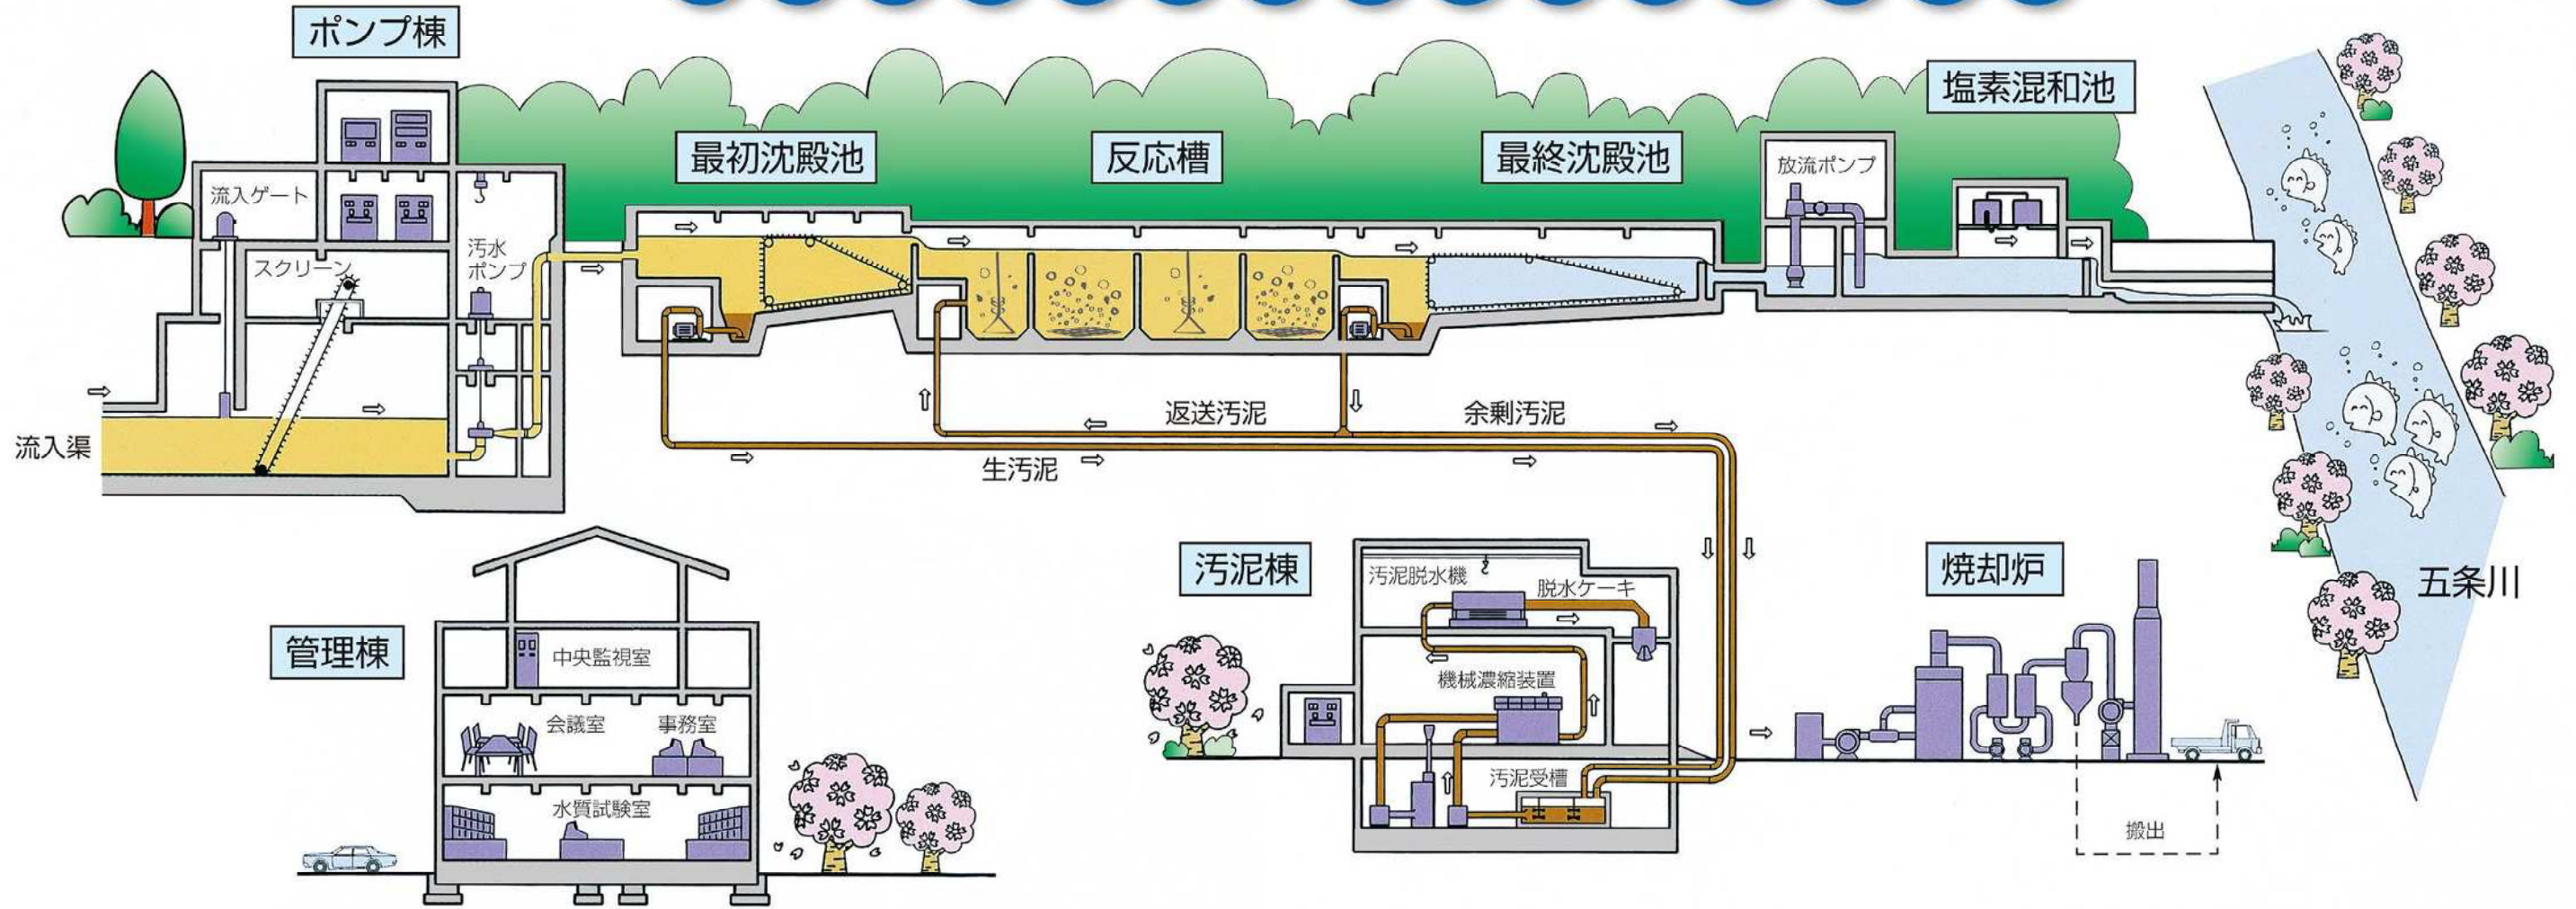 ポンプ棟
流入ゲート
スクリーン
汚水
ポンプ
流入渠
最初沈殿池
反応槽
最終沈殿池
放流ポンプ
塩素混和池
返送汚泥
余剰汚泥
生汚泥
管理棟
中央監視室
会議室
事務室
水質試験室
汚泥棟
汚泥脱水機
脱水ケーキ
機械濃縮装置
汚泥受槽
焼却炉
搬出
五条川